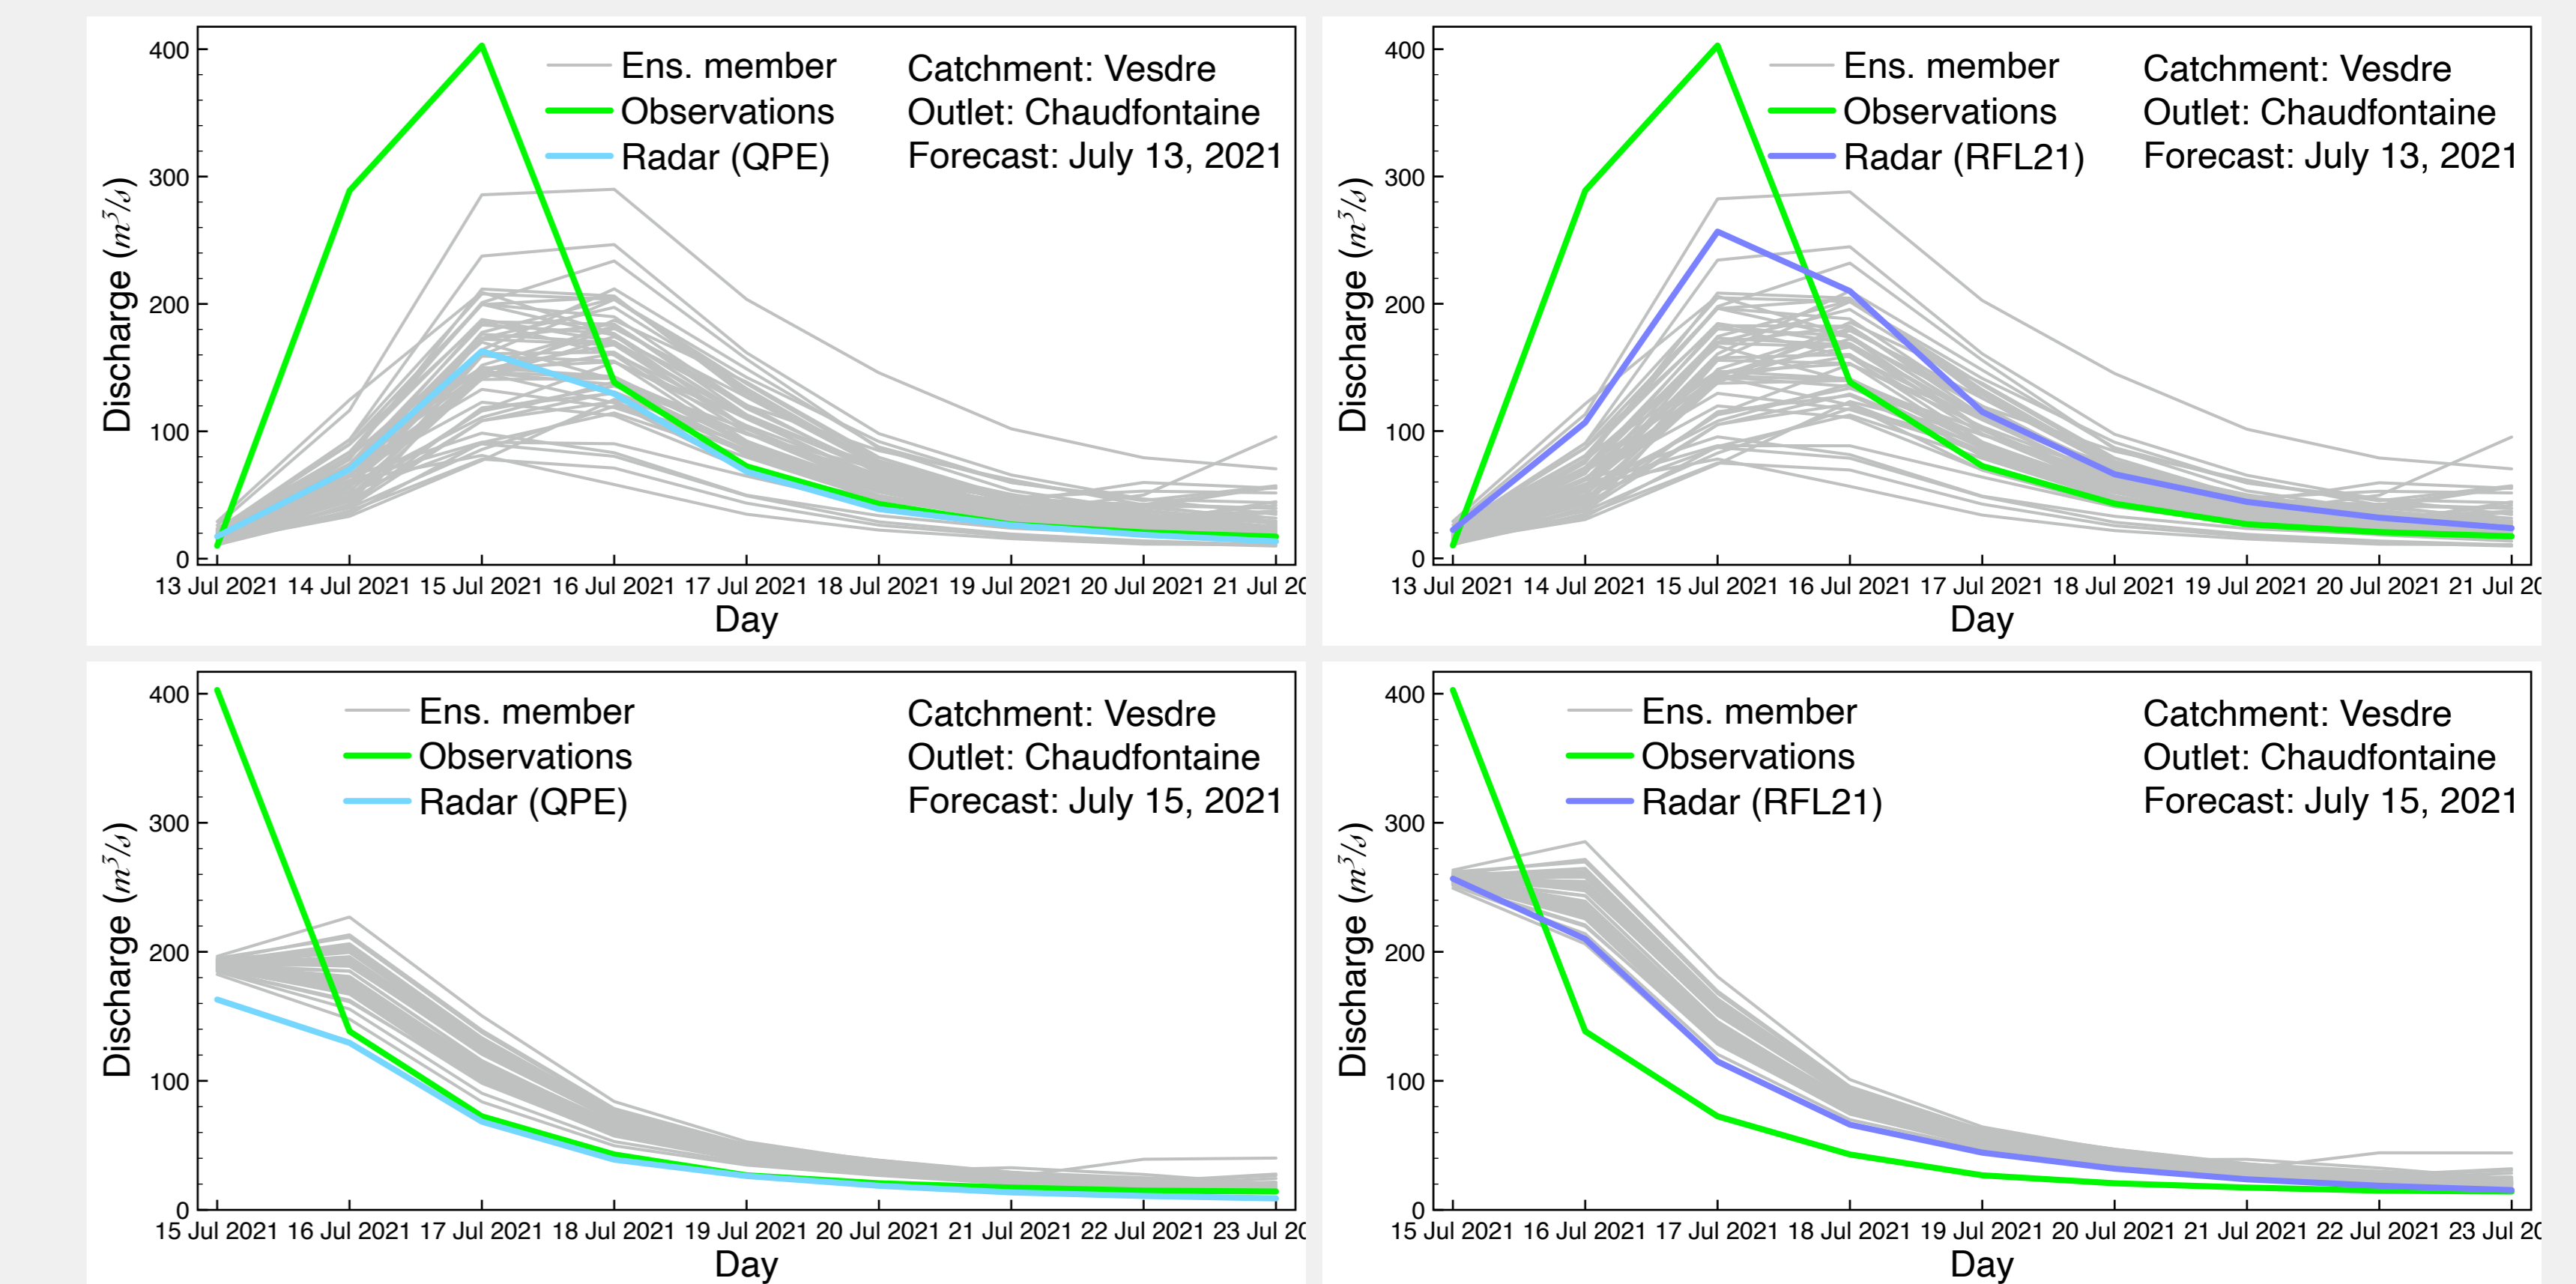 400
300
200
100
0
Discharge (m³/s)
Ens. member
Observations
Radar (QPE)
Catchment: Vesdre
Outlet: Chaudfontaine
Forecast: July 13, 2021
13 Jul 2021 14 Jul 2021 15 Jul 2021 16 Jul 2021 17 Jul 2021 18 Jul 2021 19 Jul 2021 20 Jul 2021 21 Jul 20
Day
400
300
200
100
0
Discharge (m³/s)
Ens. member
Observations
Radar (RFL21)
Catchment: Vesdre
Outlet: Chaudfontaine
Forecast: July 13, 2021
13 Jul 2021 14 Jul 2021 15 Jul 2021 16 Jul 2021 17 Jul 2021 18 Jul 2021 19 Jul 2021 20 Jul 2021 21 Jul 20
Day
400
300
200
100
0
Discharge (m³/s)
Ens. member
Observations
Radar (QPE)
Catchment: Vesdre
Outlet: Chaudfontaine
Forecast: July 15, 2021
15 Jul 2021 16 Jul 2021 17 Jul 2021 18 Jul 2021 19 Jul 2021 20 Jul 2021 21 Jul 2021 22 Jul 2021 23 Jul 20
Day
400
300
200
100
0
Discharge (m³/s)
Ens. member
Observations
Radar (RFL21)
Catchment: Vesdre
Outlet: Chaudfontaine
Forecast: July 15, 2021
15 Jul 2021 16 Jul 2021 17 Jul 2021 18 Jul 2021 19 Jul 2021 20 Jul 2021 21 Jul 2021 22 Jul 2021 23 Jul 20
Day